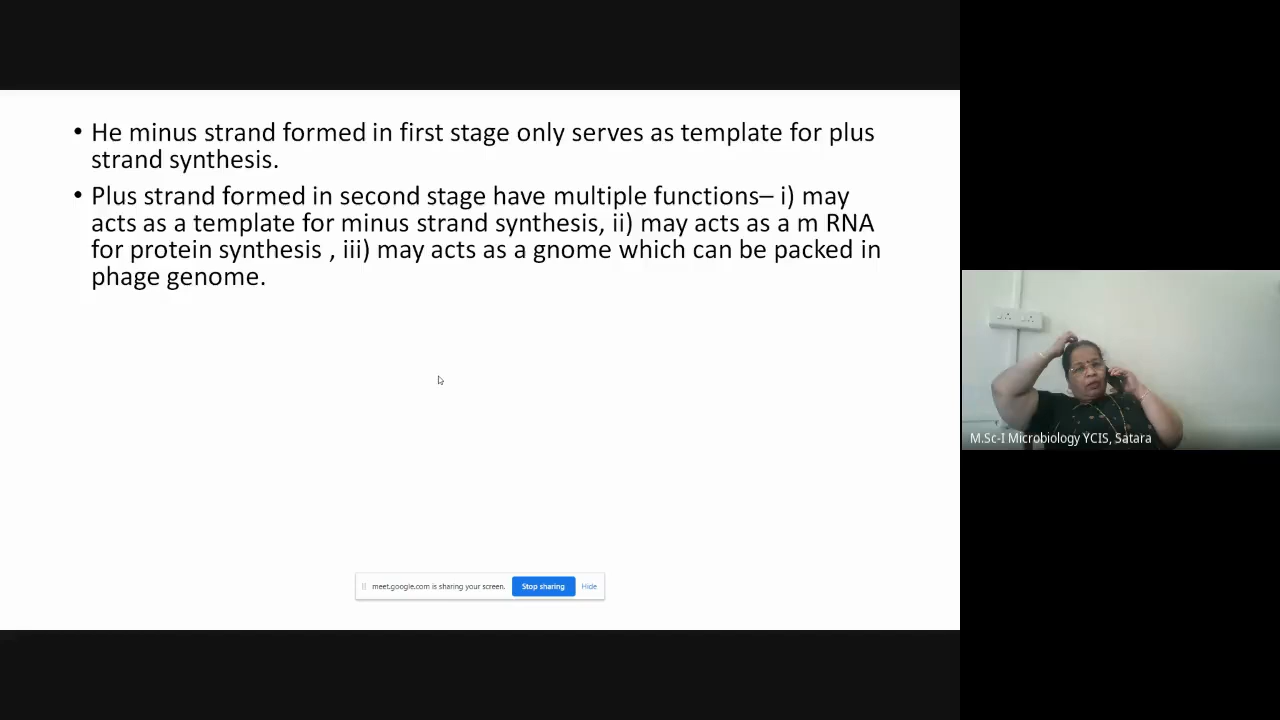 • He minus strand formed in first stage only serves as template for plus
strand synthesis.
• Plus strand formed in second stage have multiple functions– i) may
acts as a template for minus strand synthesis, ii) may acts as a m RNA
for protein synthesis , iii) may acts as a gnome which can be packed in
phage genome.
M.Sc-I Microbiology YCIS, Satara
meet.google.com is sharing your screen. Stop sharing Hide